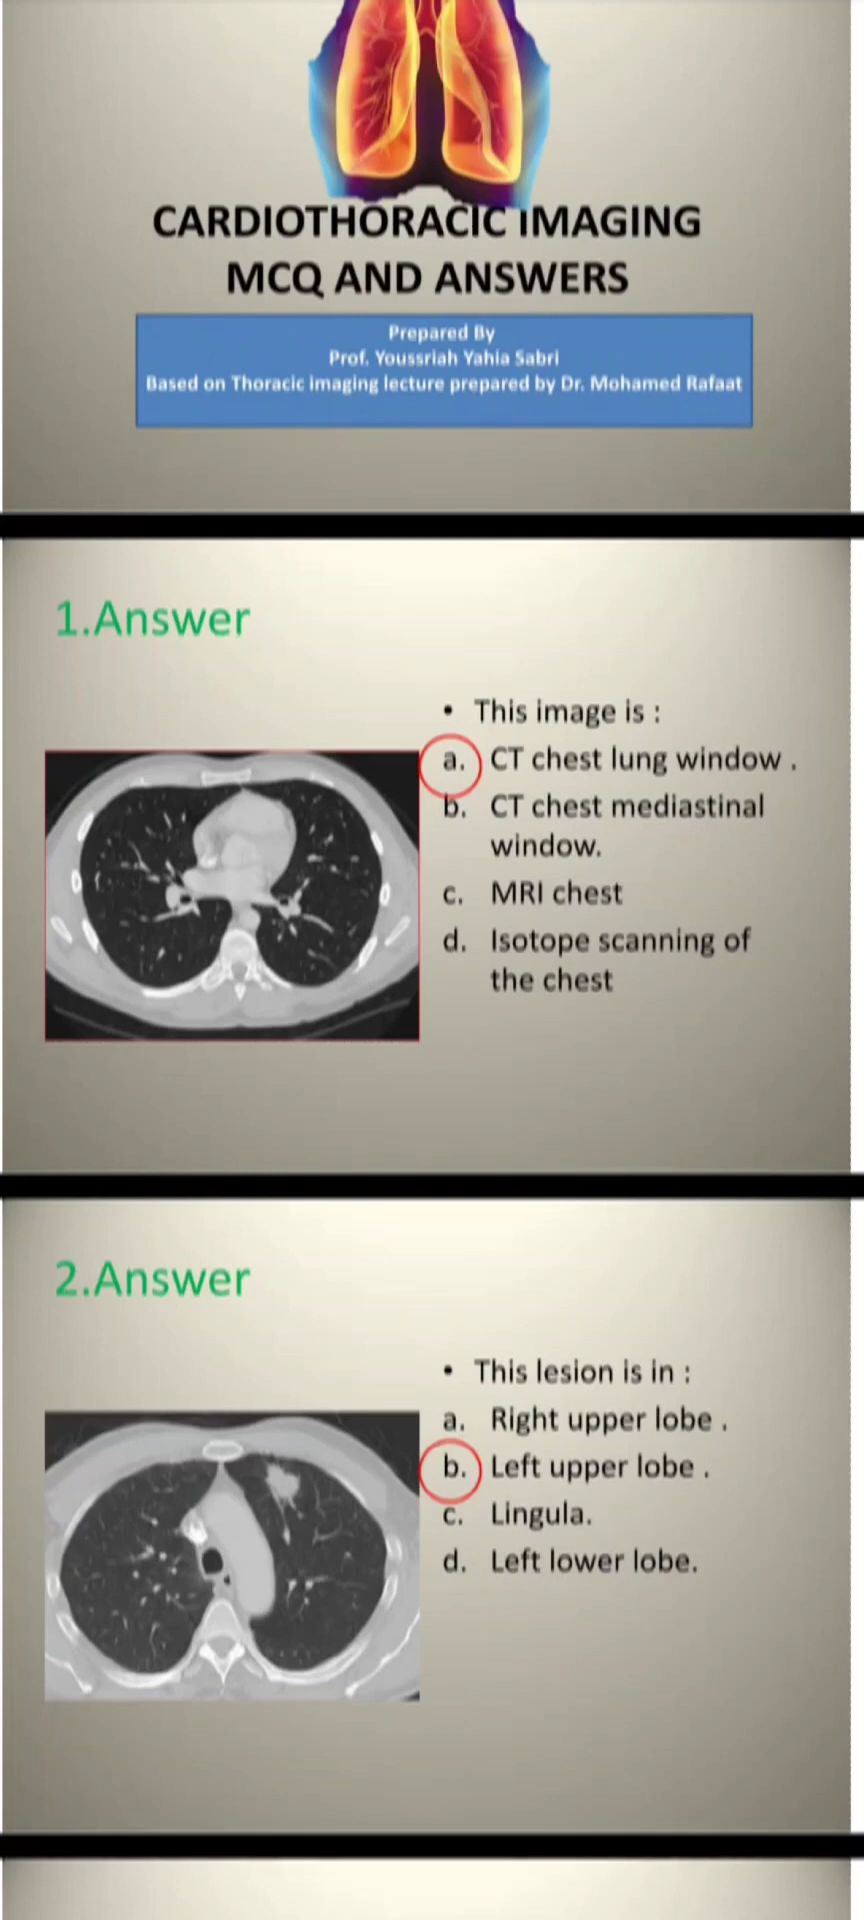 CARDIOTHORACIC IMAGING
MCQ AND ANSWERS
Prepared By
Prof. Youssriah Yahia Sabri
Based on Thoracic imaging lecture prepared by Dr. Mohamed Rafaat
1.Answer
• This image is :
a. CT chest lung window .
b. CT chest mediastinal
window.
c. MRI chest
d. Isotope scanning of
the chest
2.Answer
• This lesion is in :
a. Right upper lobe .
b. Left upper lobe .
c. Lingula.
d. Left lower lobe.